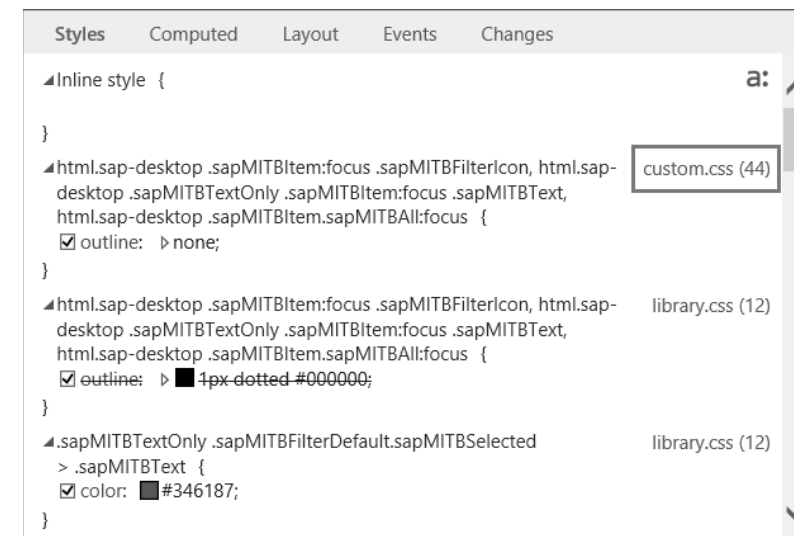 Styles Computed Layout Events Changes
Inline style {
a:
}
html.sap-desktop .sapMITBItem:focus .sapMITBFilterIcon, html.sap- custom.css (44)
desktop .sapMITBTextOnly .sapMITBItem:focus .sapMITBText,
html.sap-desktop .sapMITBItem.sapMITBAll:focus {
outline: none;
}
html.sap-desktop .sapMITBItem:focus .sapMITBFilterIcon, html.sap- library.css (12)
desktop .sapMITBTextOnly .sapMITBItem:focus .sapMITBText,
html.sap-desktop .sapMITBItem.sapMITBAll:focus {
outline: 1px dotted #000000;
}
.sapMITBTextOnly .sapMITBFilterDefault.sapMITBSelected library.css (12)
> .sapMITBText {
color: #346187;
}